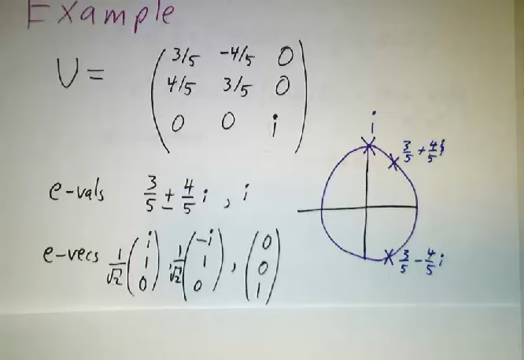 Example
U = ( 3/5 -4/5 0
4/5 3/5 0
0 0 i )
e-vals 3/5 ± 4/5 i , i
e-vecs 1/√2 ( i 1 0 ) , 1/√2 ( -i 1 0 ) , ( 0 0 1 )
i
3/5 + 4/5 i
3/5 - 4/5 i